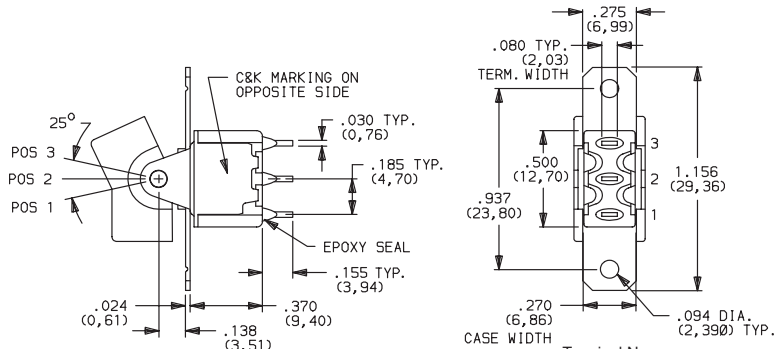 C&K MARKING ON
OPPOSITE SIDE
25°
POS 3
POS 2
POS 1
.030 TYP.
(0,76)
.185 TYP.
(4,70)
EPOXY SEAL
.155 TYP.
(3,94)
.024
(0,61)
.370
(9,40)
.138
(3,51)
.275
(6,99)
.080 TYP.
(2,03)
TERM. WIDTH
3
2
1
.500
(12,70)
1.156
(29,36)
.937
(23,80)
.270
(6,86)
CASE WIDTH
.094 DIA.
(2,390) TYP.